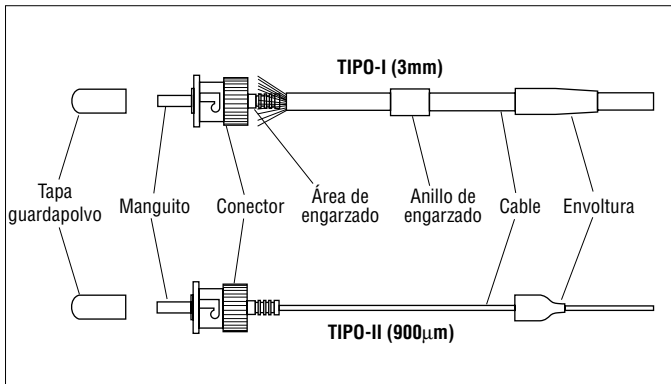 TIPO-I (3mm)
Tapa
guardapolvo
Manguito
Conector
Área de
engarzado
Anillo de
engarzado
Cable
Envoltura
TIPO-II (900µm)